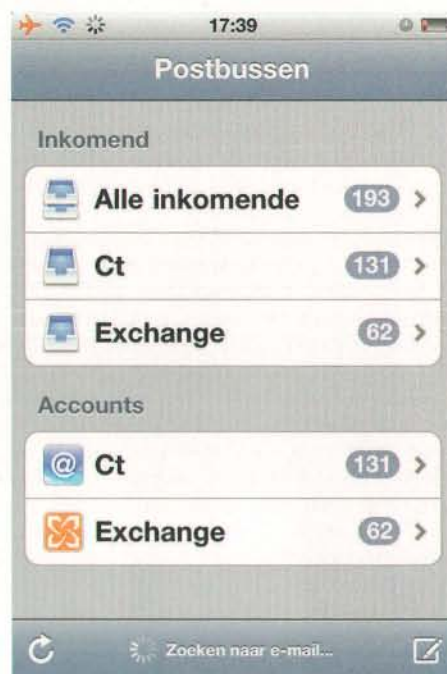 17:39
Postbussen
Inkomend
Alle inkomende 193
Ct 131
Exchange 62
Accounts
@ Ct 131
Exchange 62
Zoeken naar e-mail...